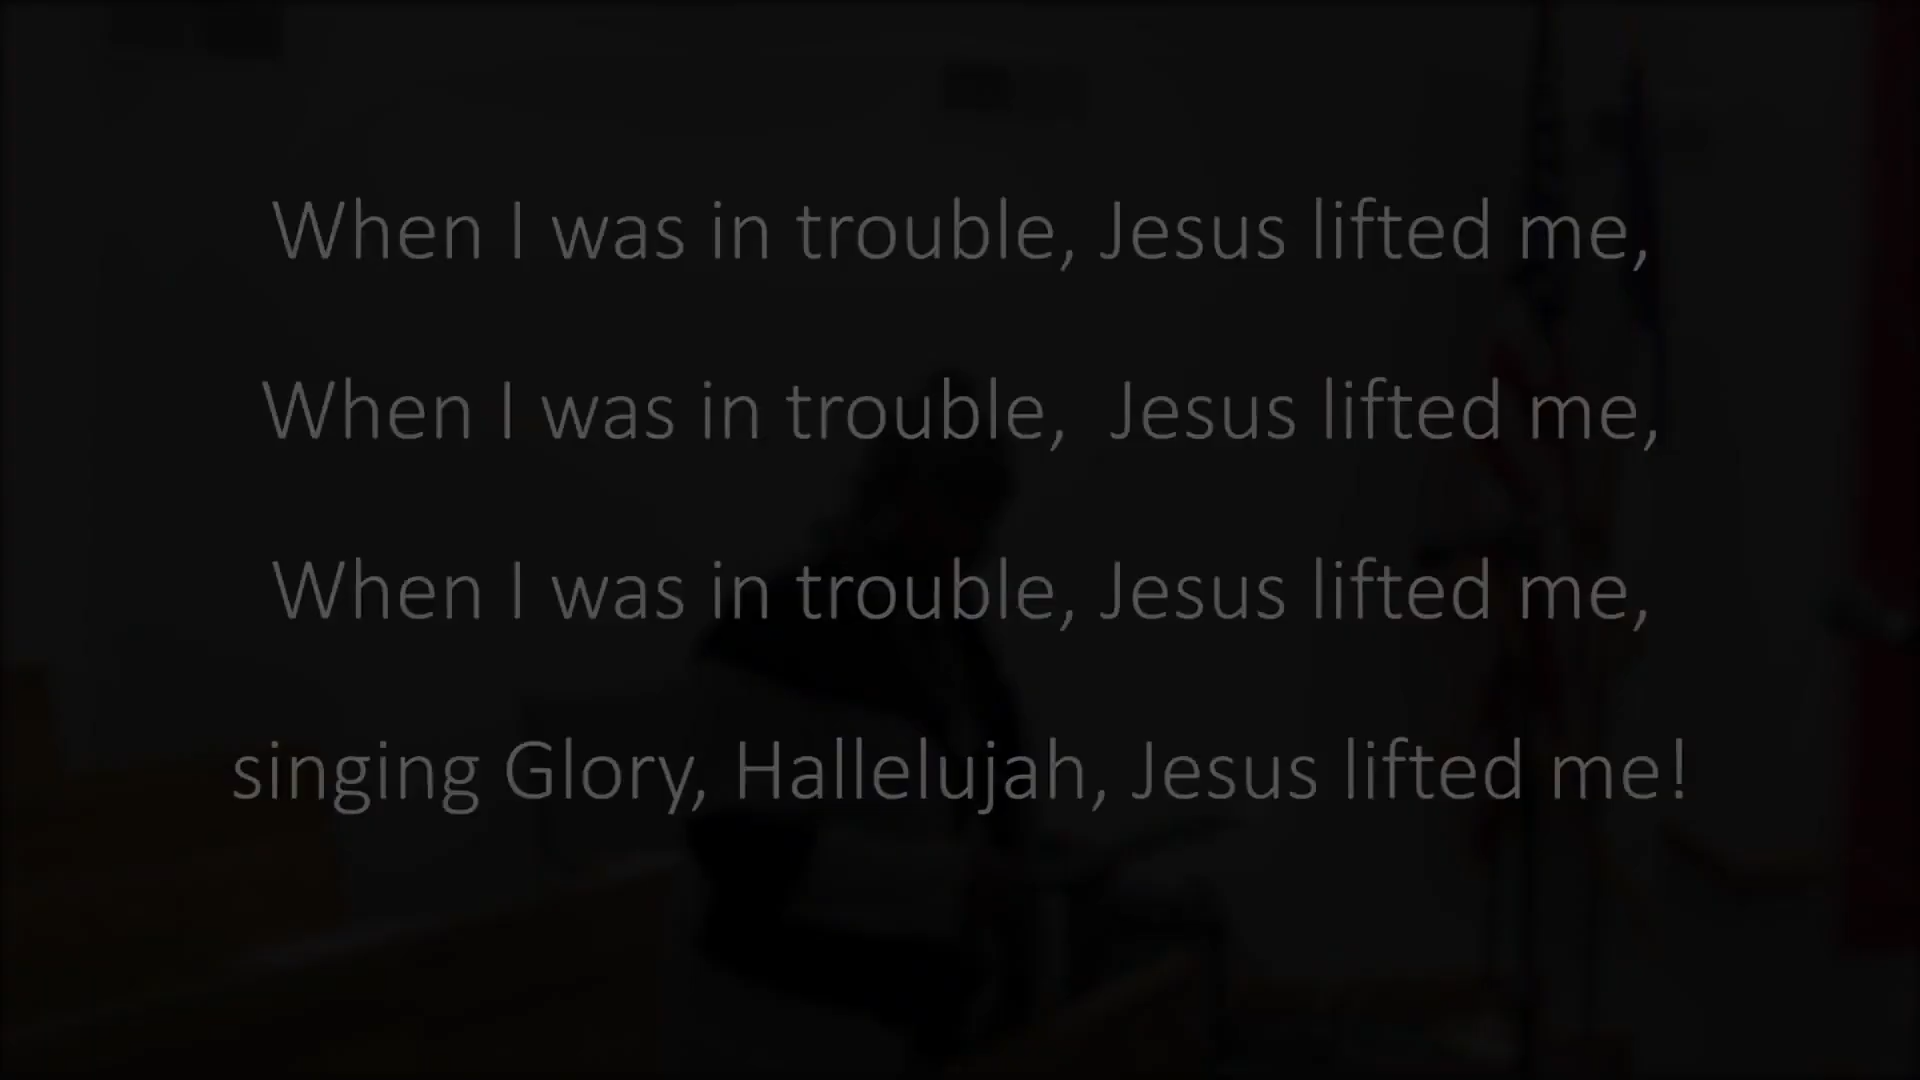 When I was in trouble, Jesus lifted me,
When I was in trouble,  Jesus lifted me,
When I was in trouble, Jesus lifted me,
singing Glory, Hallelujah, Jesus lifted me!